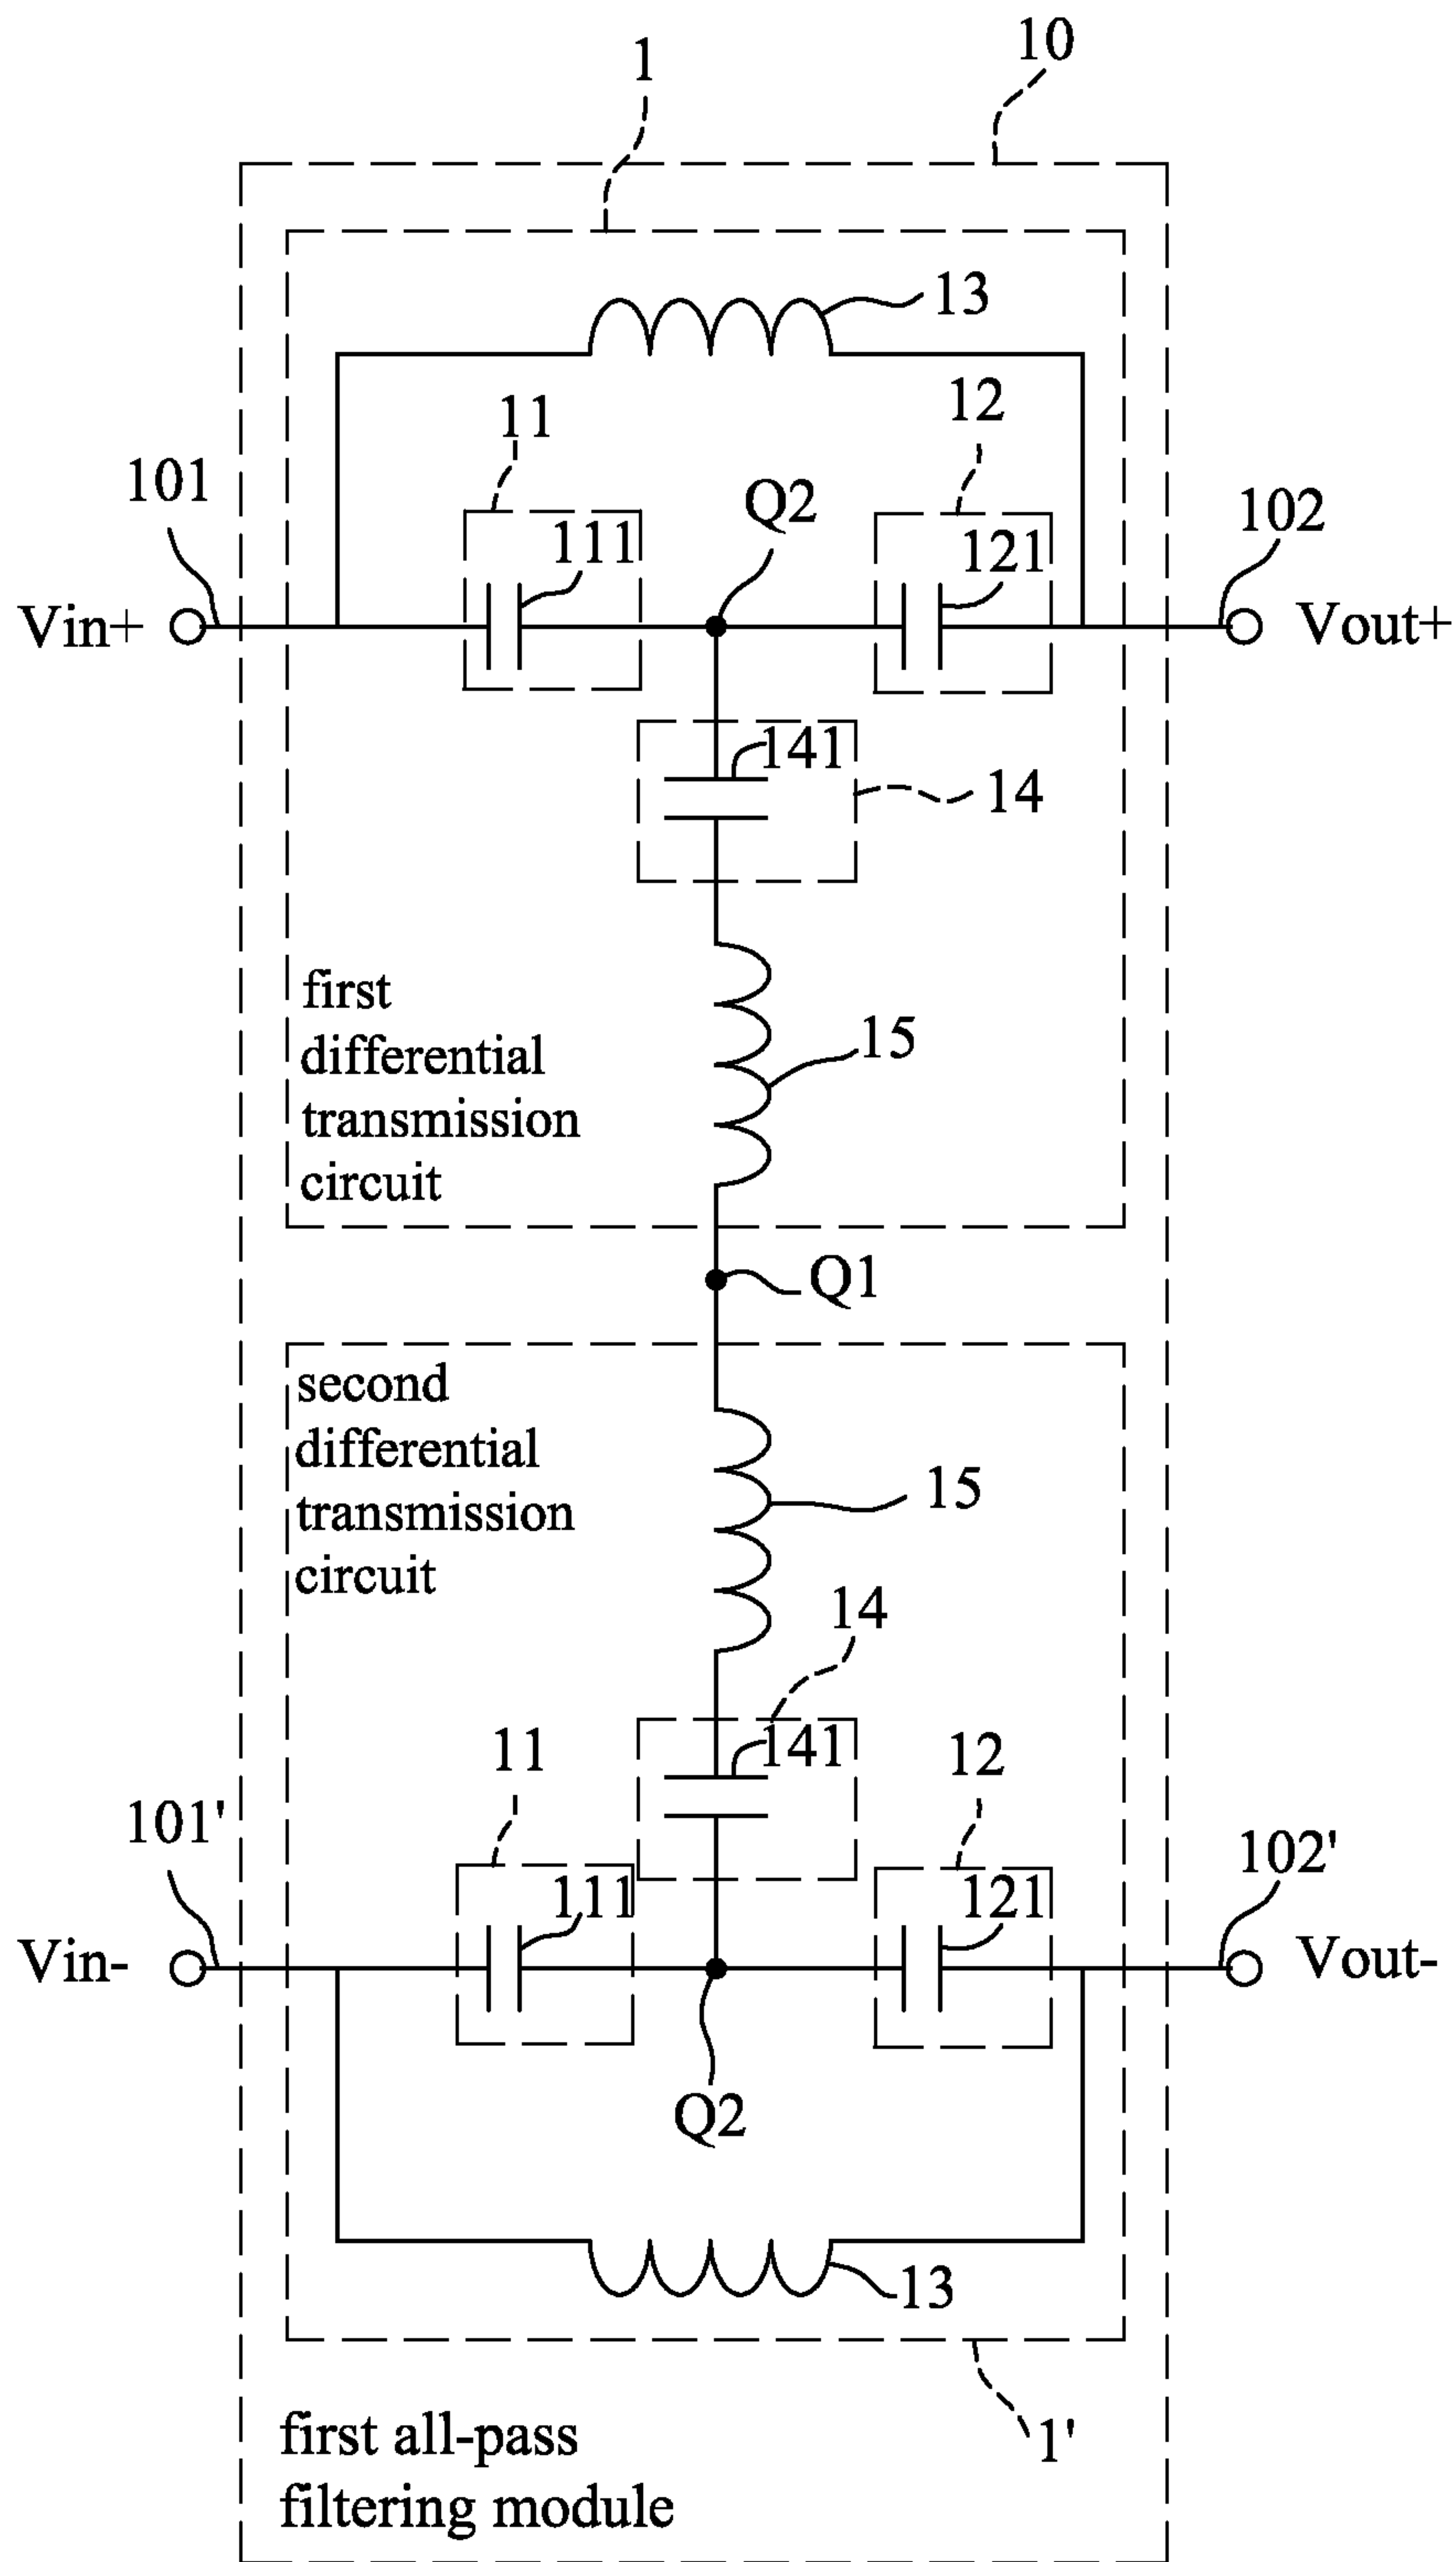 10
1
13
11
12
101
111
Q2
121
102
Vin+
Vout+
141
14
first
differential
transmission
circuit
15
Q1
second
differential
transmission
circuit
15
14
11
141
12
101'
111
121
102'
Vin-
Vout-
Q2
13
1'
first all-pass
filtering module